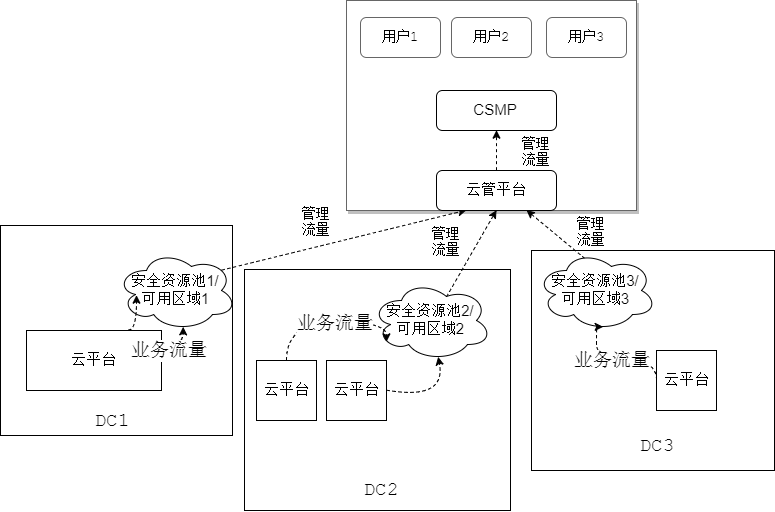 用户1
用户2
用户3
CSMP
管理
流量
云管平台
管理
流量
管理
流量
管理
流量
安全资源池1/
可用区域1
云平台
业务流量
DC1
安全资源池2/
可用区域2
业务流量
云平台
云平台
DC2
安全资源池3/
可用区域3
业务流量
云平台
DC3